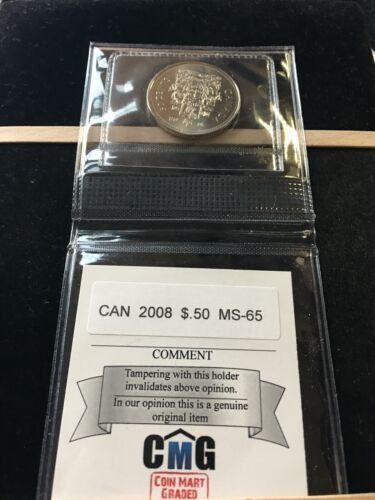 CANADA
CAN 2008 $.50 MS-65
COMMENT
Tampering with this holder
invalidates above opinion.
In our opinion this is a genuine
original item
CMG
COIN MART
GRADED